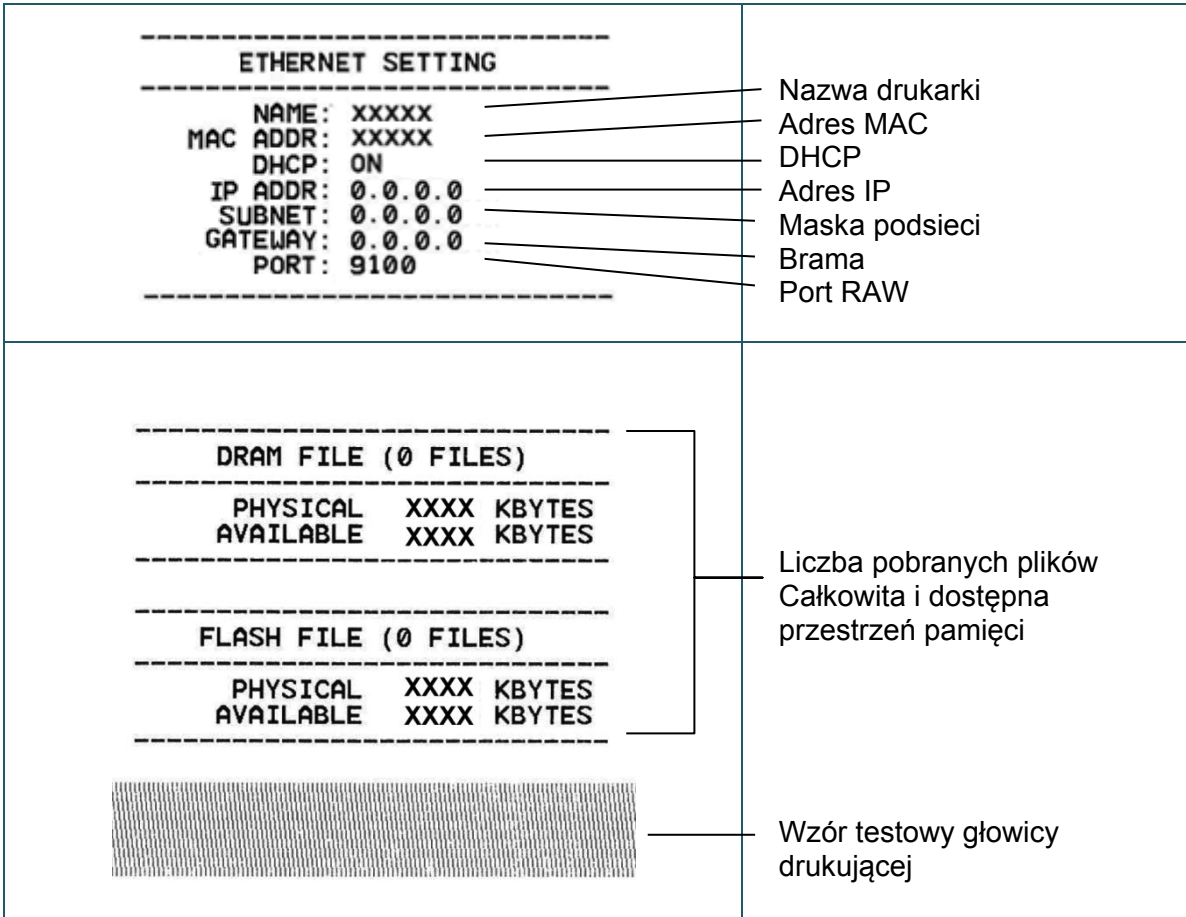 ETHERNET SETTING
NAME: XXXXX
MAC ADDR: XXXXX
DHCP: ON
IP ADDR: 0.0.0.0
SUBNET: 0.0.0.0
GATEWAY: 0.0.0.0
PORT: 9100
Nazwa drukarki
Adres MAC
DHCP
Adres IP
Maska podsieci
Brama
Port RAW
DRAM FILE (0 FILES)
PHYSICAL XXXX KBYTES
AVAILABLE XXXX KBYTES
FLASH FILE (0 FILES)
PHYSICAL XXXX KBYTES
AVAILABLE XXXX KBYTES
Liczba pobranych plików
Całkowita i dostępna
przestrzeń pamięci
Wzór testowy głowicy
drukującej